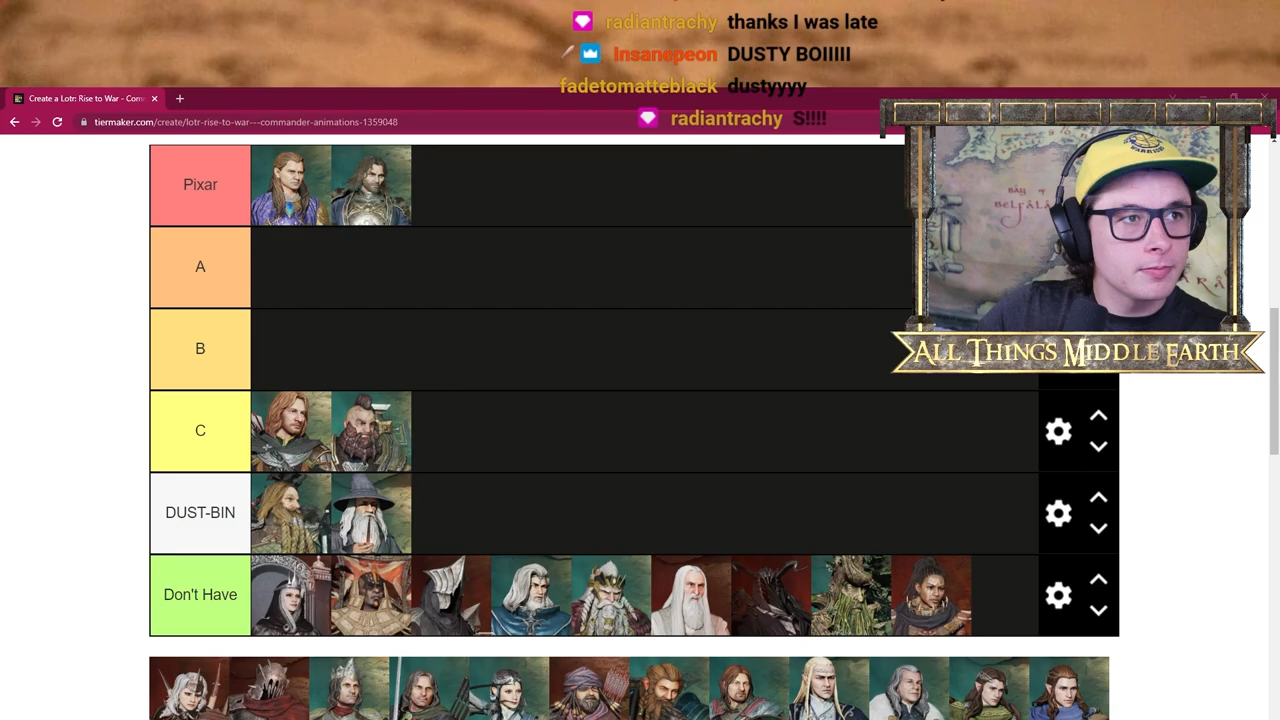 radiantrachy thanks I was late
Insanepeon DUSTY BOIIIII
fadetomatteblack dustyyyy
radiantrachy S!!!!
Create a Lotr: Rise to War - Com
tiermaker.com/create/lotr-rise-to-war---commander-animations-1359048
Pixar
A
B
C
DUST-BIN
Don't Have
BELFALAS
ALL THINGS MIDDLE EARTH